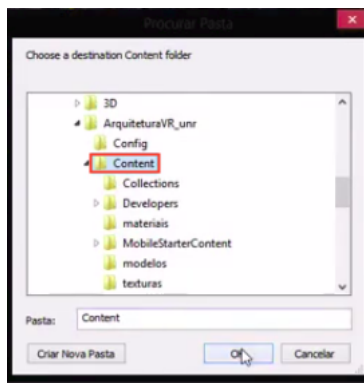 Procurar Pasta
Choose a destination Content folder
3D
ArquiteturaVR_unr
Config
Content
Collections
Developers
materiais
MobileStarterContent
modelos
texturas
Pasta: Content
Criar Nova Pasta OK Cancelar